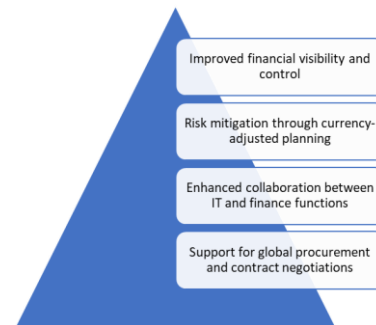 Improved financial visibility and
control
Risk mitigation through currency-
adjusted planning
Enhanced collaboration between
IT and finance functions
Support for global procurement
and contract negotiations